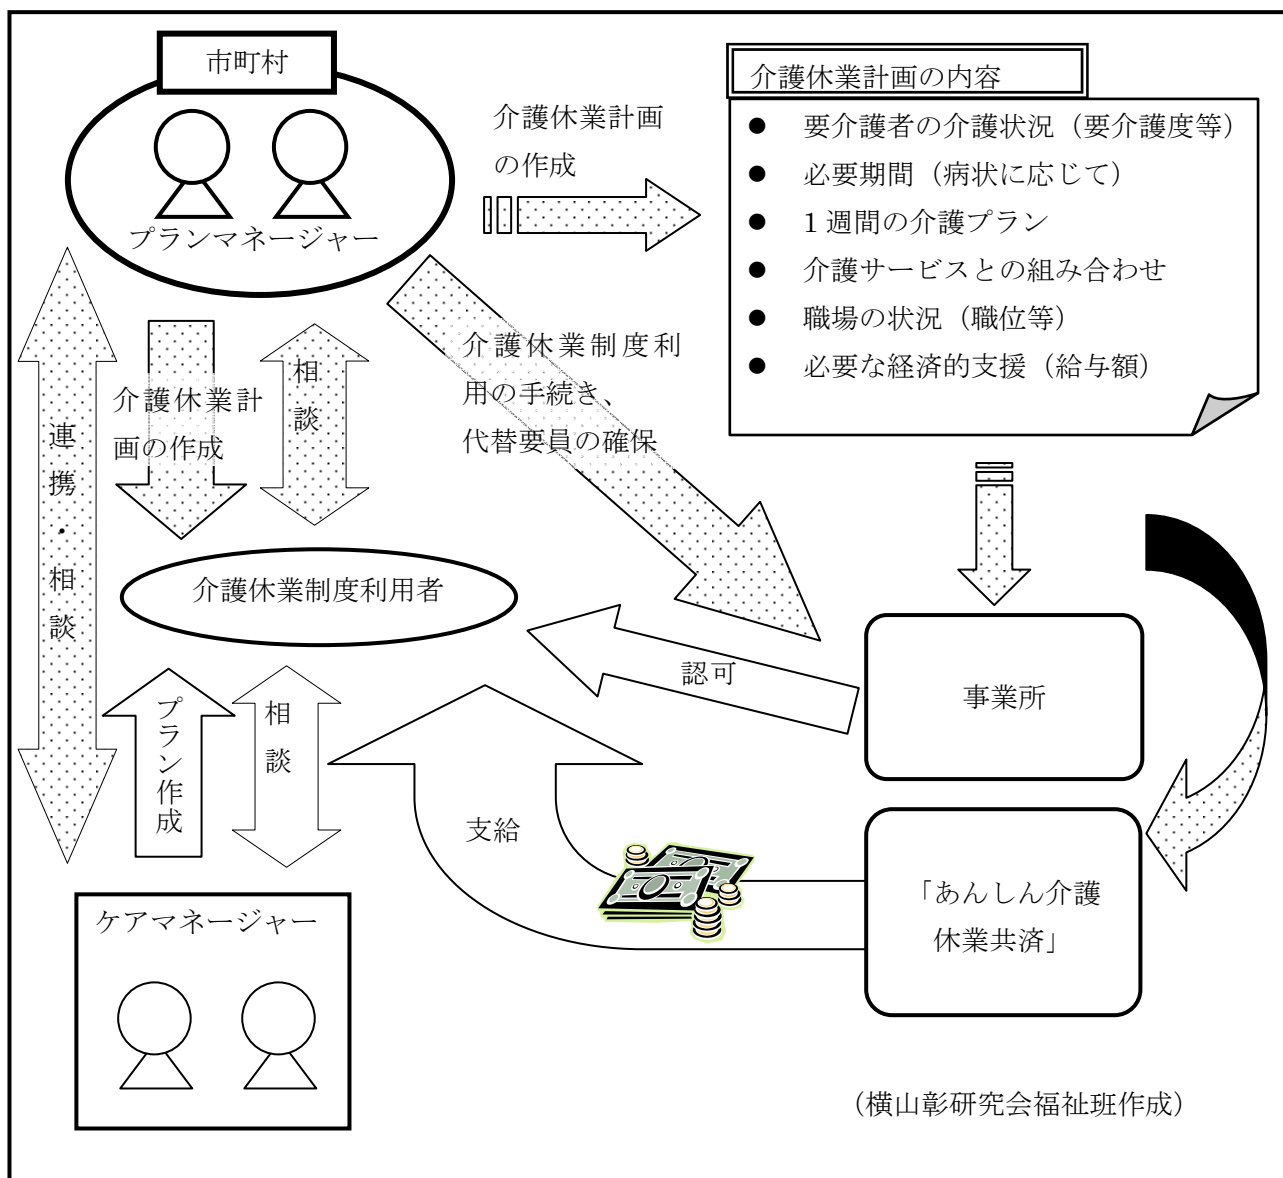 市町村
プランマネージャー
介護休業計画
の作成
介護休業計画の内容
● 要介護者の介護状況（要介護度等）
● 必要期間（病状に応じて）
● 1 週間の介護プラン
● 介護サービスとの組み合わせ
● 職場の状況（職位等）
● 必要な経済的支援（給与額）
連携・相談
介護休業計
画の作成
相談
介護休業制度利
用の手続き、
代替要員の確保
介護休業制度利用者
認可
事業所
プラン作成
相談
支給
「あんしん介護
休業共済」
ケアマネージャー
（横山彰研究会福祉班作成）